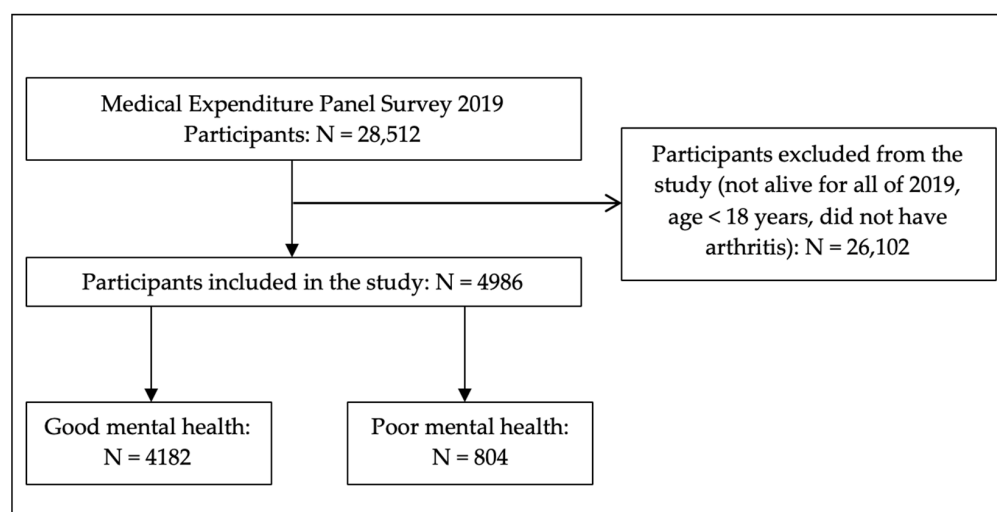 Medical Expenditure Panel Survey 2019
Participants: N = 28,512
Participants excluded from the
study (not alive for all of 2019,
age < 18 years, did not have
arthritis): N = 26,102
Participants included in the study: N = 4986
Good mental health:
N = 4182
Poor mental health:
N = 804